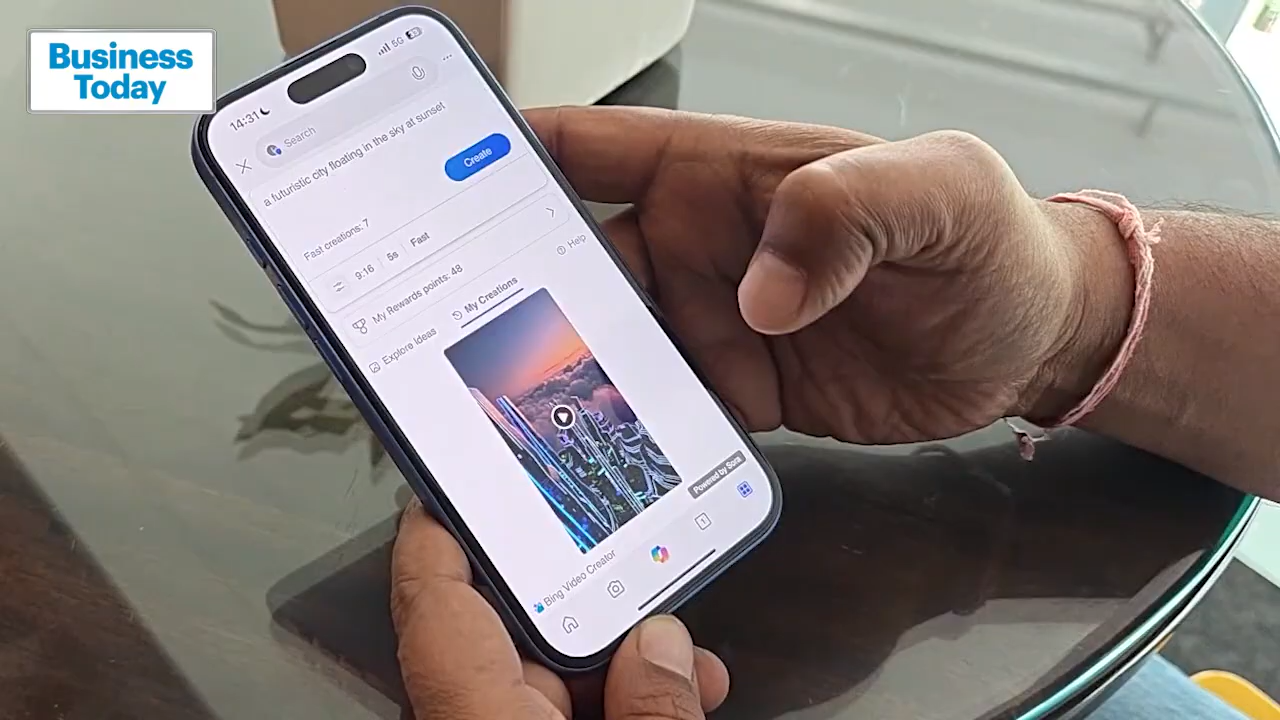 Business
Today
14:31
5G
Search
a futuristic city floating in the sky at sunset
Create
Fast creations: 7
9:16
5s
Fast
My Rewards points: 48
Help
Explore Ideas
My Creations
Powered by Sora
Bing Video Creator
1